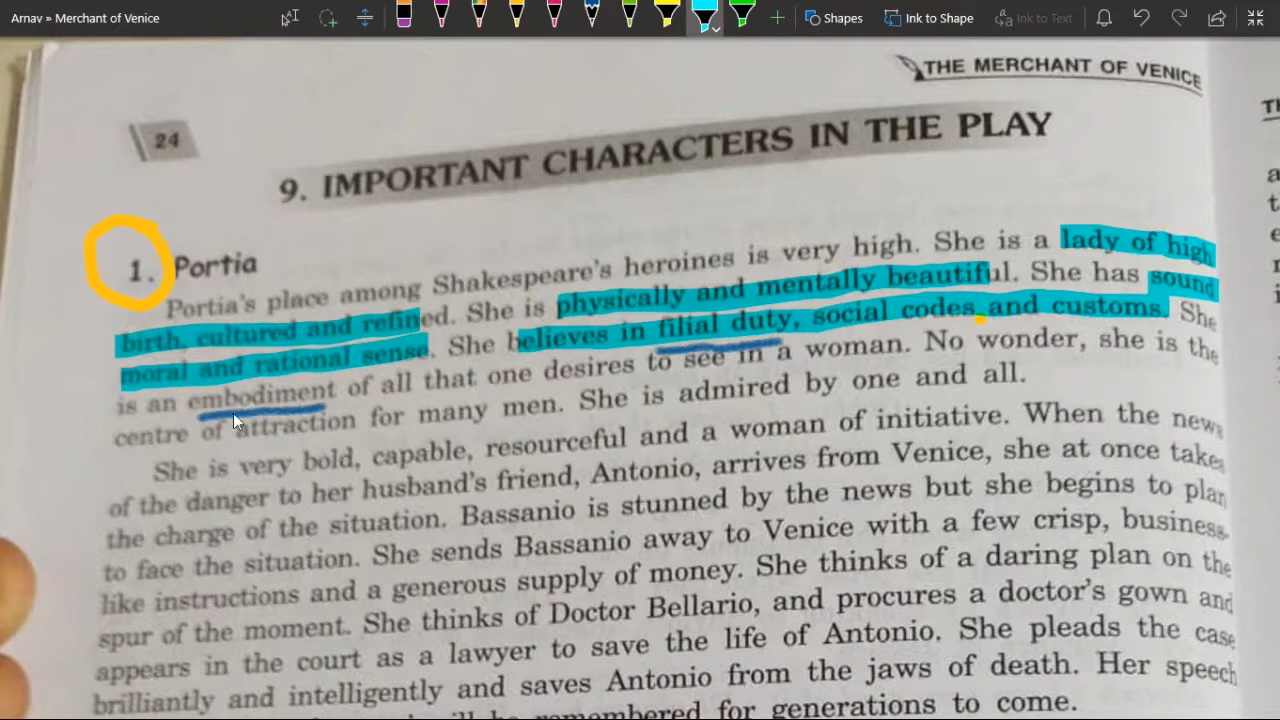 Arnav » Merchant of Venice
Shapes
Ink to Shape
Ink to Text
THE MERCHANT OF VENICE
24
9. IMPORTANT CHARACTERS IN THE PLAY
1. Portia
Portia's place among Shakespeare's heroines is very high. She is a lady of high
birth, cultured and refined. She is physically and mentally beautiful. She has sound
moral and rational sense. She believes in filial duty, social codes and customs. She
is an embodiment of all that one desires to see in a woman. No wonder, she is the
centre of attraction for many men. She is admired by one and all.
She is very bold, capable, resourceful and a woman of initiative. When the news
of the danger to her husband's friend, Antonio, arrives from Venice, she at once takes
the charge of the situation. Bassanio is stunned by the news but she begins to plan
to face the situation. She sends Bassanio away to Venice with a few crisp, business-
like instructions and a generous supply of money. She thinks of a daring plan on the
spur of the moment. She thinks of Doctor Bellario, and procures a doctor's gown and
appears in the court as a lawyer to save the life of Antonio. She pleads the case
brilliantly and intelligently and saves Antonio from the jaws of death. Her speech
remembered for generations to come.